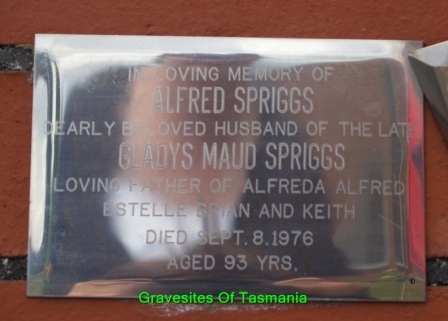 IN LOVING MEMORY OF
ALFRED SPRIGGS
DEARLY BELOVED HUSBAND OF THE LATE
GLADYS MAUD SPRIGGS
LOVING FATHER OF ALFREDA ALFRED
ESTELLE BRIAN AND KEITH
DIED SEPT. 8. 1976
AGED 93 YRS.
Gravesites Of Tasmania